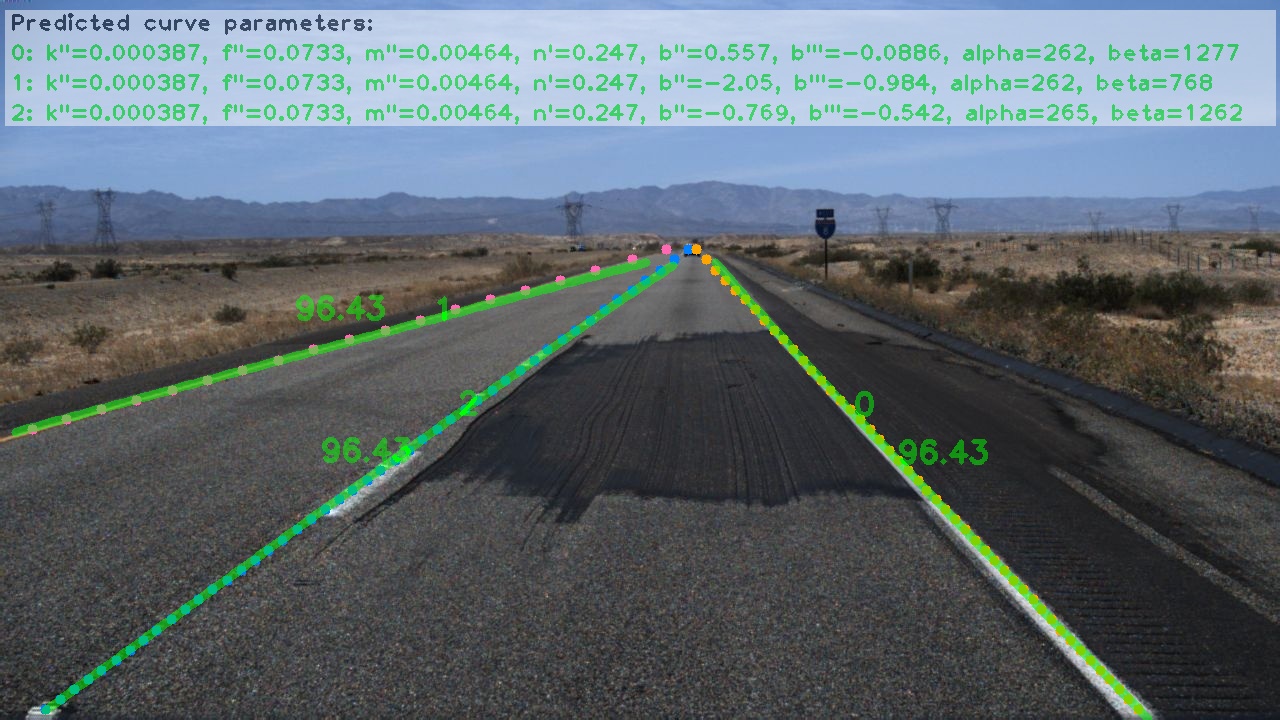 Predicted curve parameters:
0: k''=0.000387, f''=0.0733, m''=0.00464, n'=0.247, b''=0.557, b'''=−0.0886, alpha=262, beta=1277
1: k''=0.000387, f''=0.0733, m''=0.00464, n'=0.247, b''=−2.05, b'''=−0.984, alpha=262, beta=768
2: k''=0.000387, f''=0.0733, m''=0.00464, n'=0.247, b''=−0.769, b'''=−0.542, alpha=265, beta=1262
96.43 1
2 0
96.43 96.43